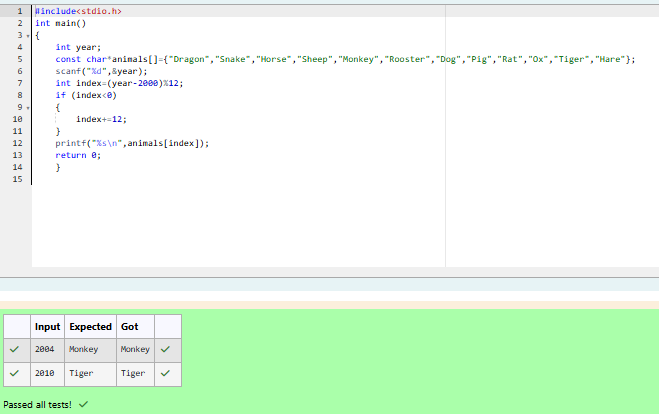 1 #include<stdio.h>
2 int main()
3 {
4 int year;
5 const char*animals[]={"Dragon","Snake","Horse","Sheep","Monkey","Rooster","Dog","Pig","Rat","Ox","Tiger","Hare"};
6 scanf("%d",&year);
7 int index=(year-2000)%12;
8 if (index<0)
9 {
10 index+=12;
11 }
12 printf("%s\n",animals[index]);
13 return 0;
14 }
15
Input Expected Got
2004 Monkey Monkey
2010 Tiger Tiger
Passed all tests!